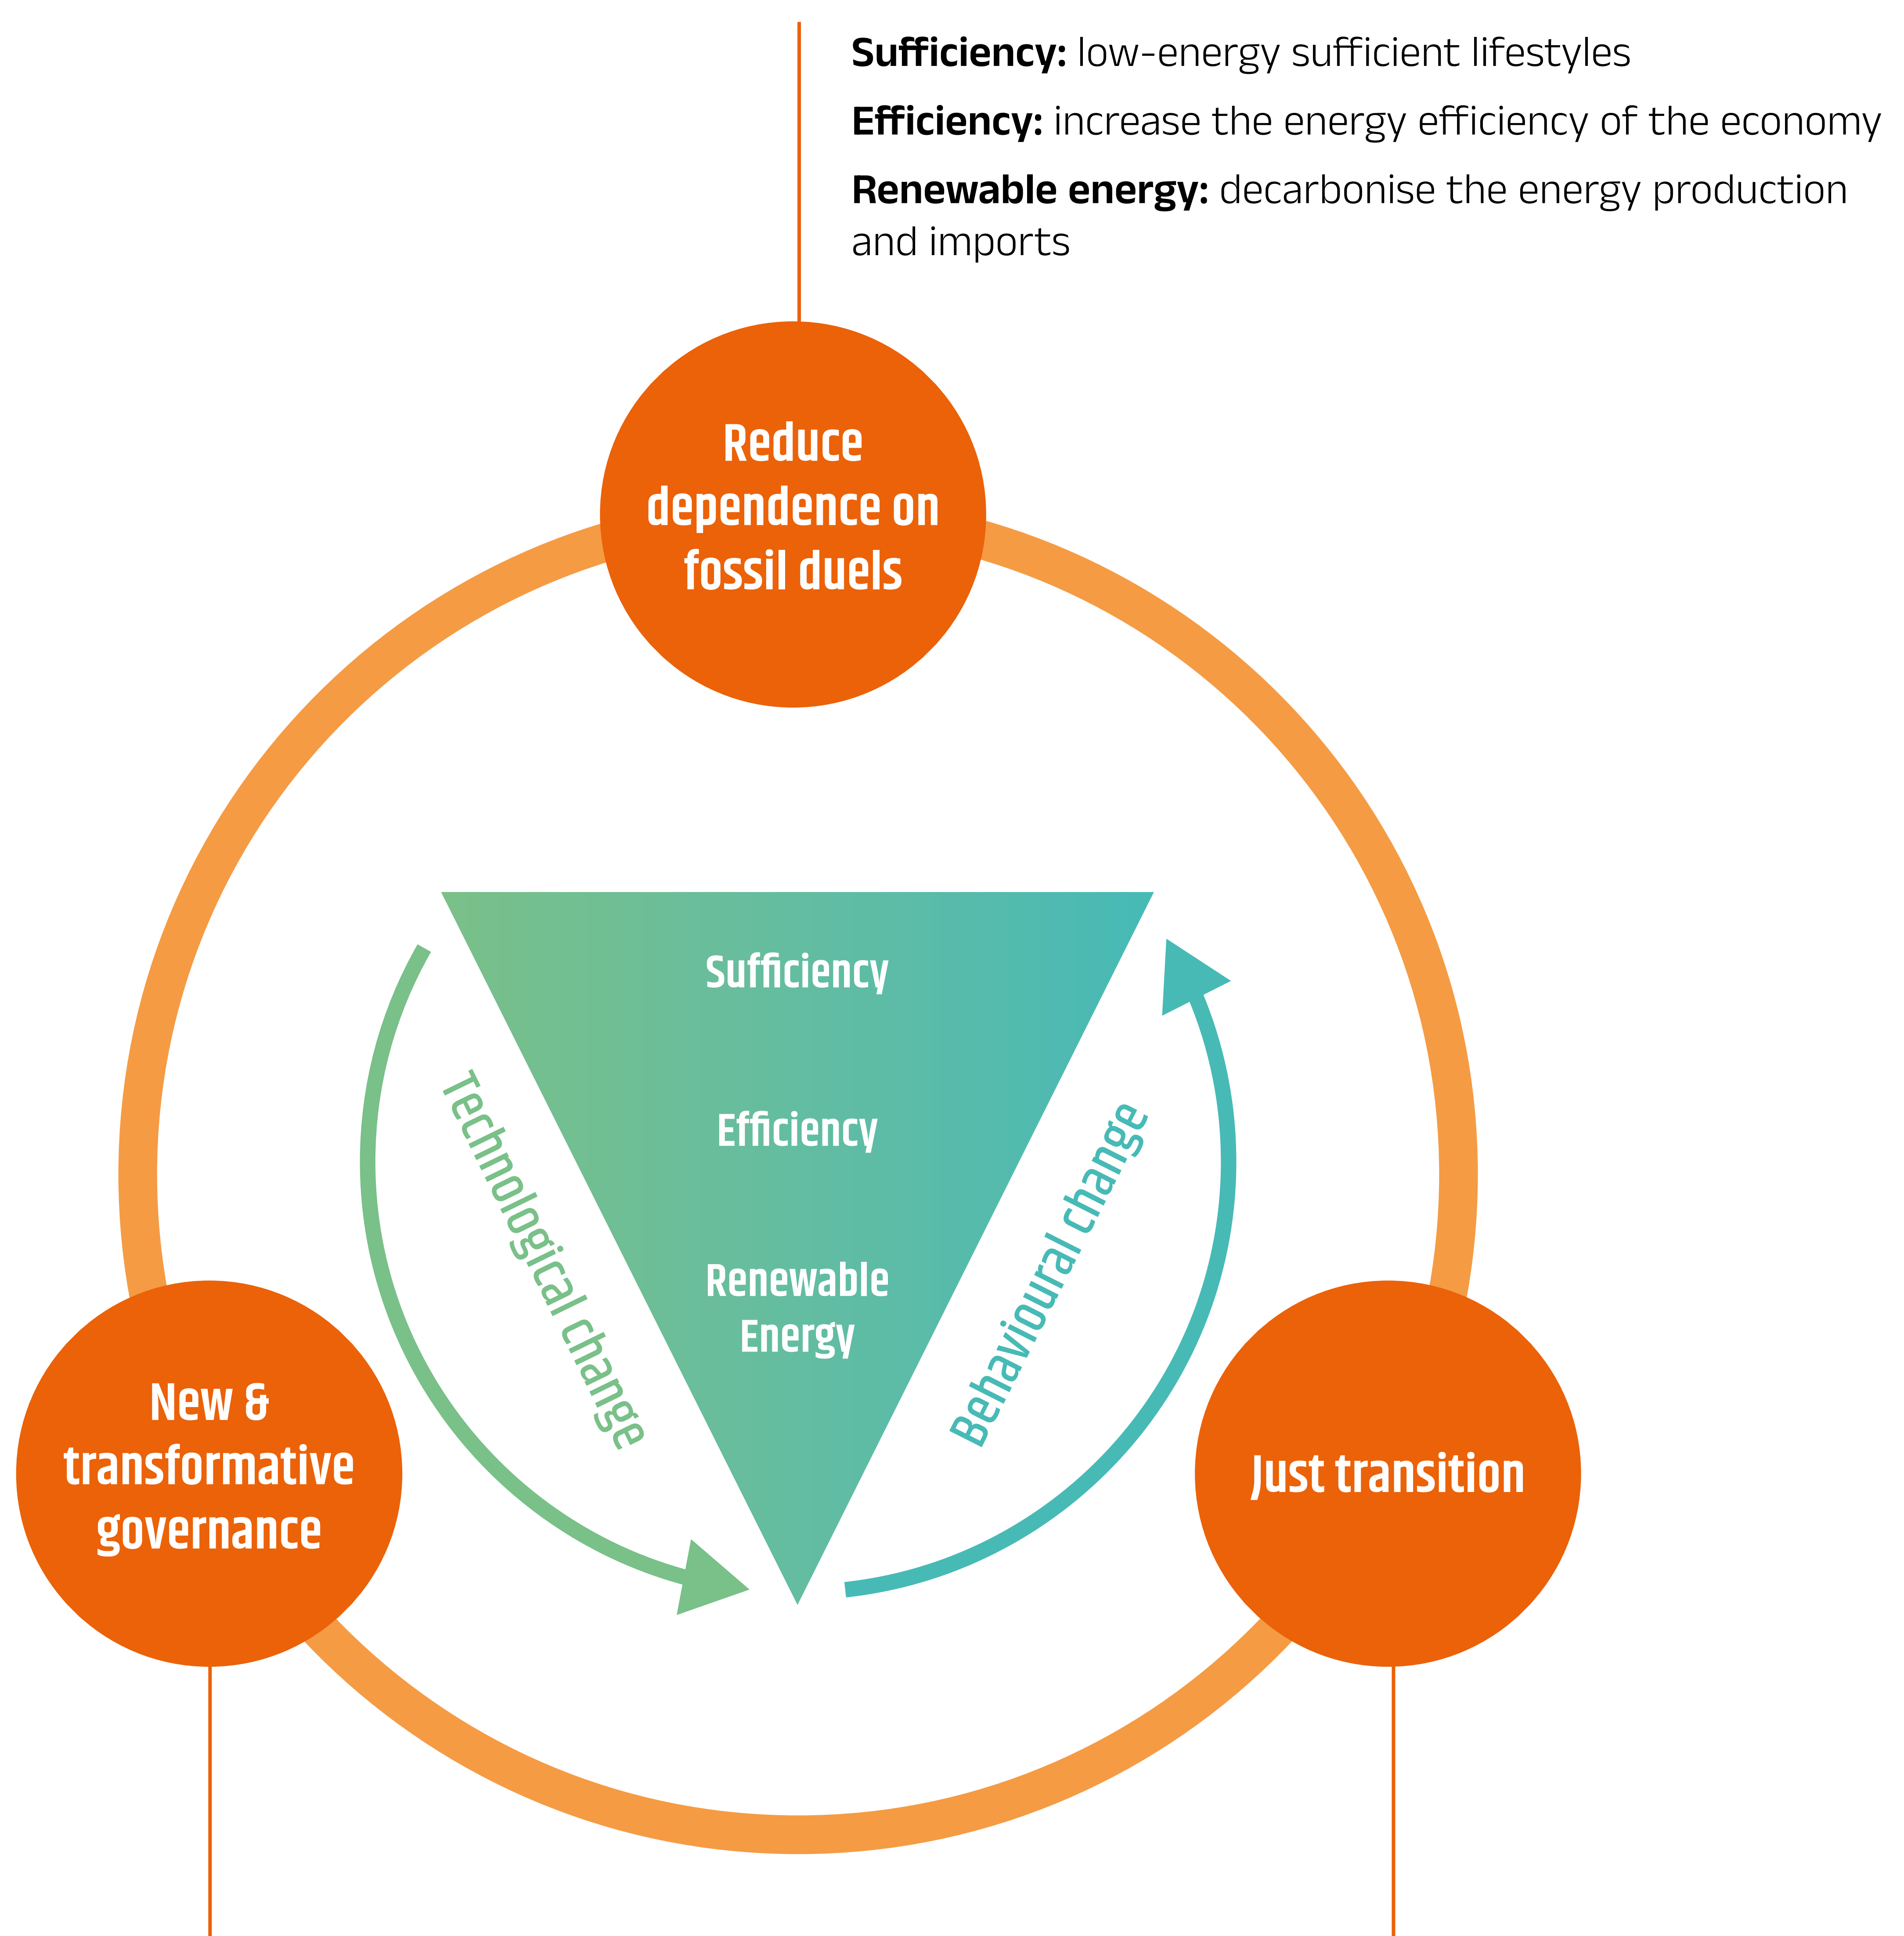 Sufficiency: low-energy sufficient lifestyles
Efficiency: increase the energy efficiency of the economy
Renewable energy: decarbonise the energy production
and imports
Reduce
dependence on
fossil duels
Sufficiency
Efficiency
Renewable
Energy
Technological change
Behavioural change
New &
transformative
governance
Just transition